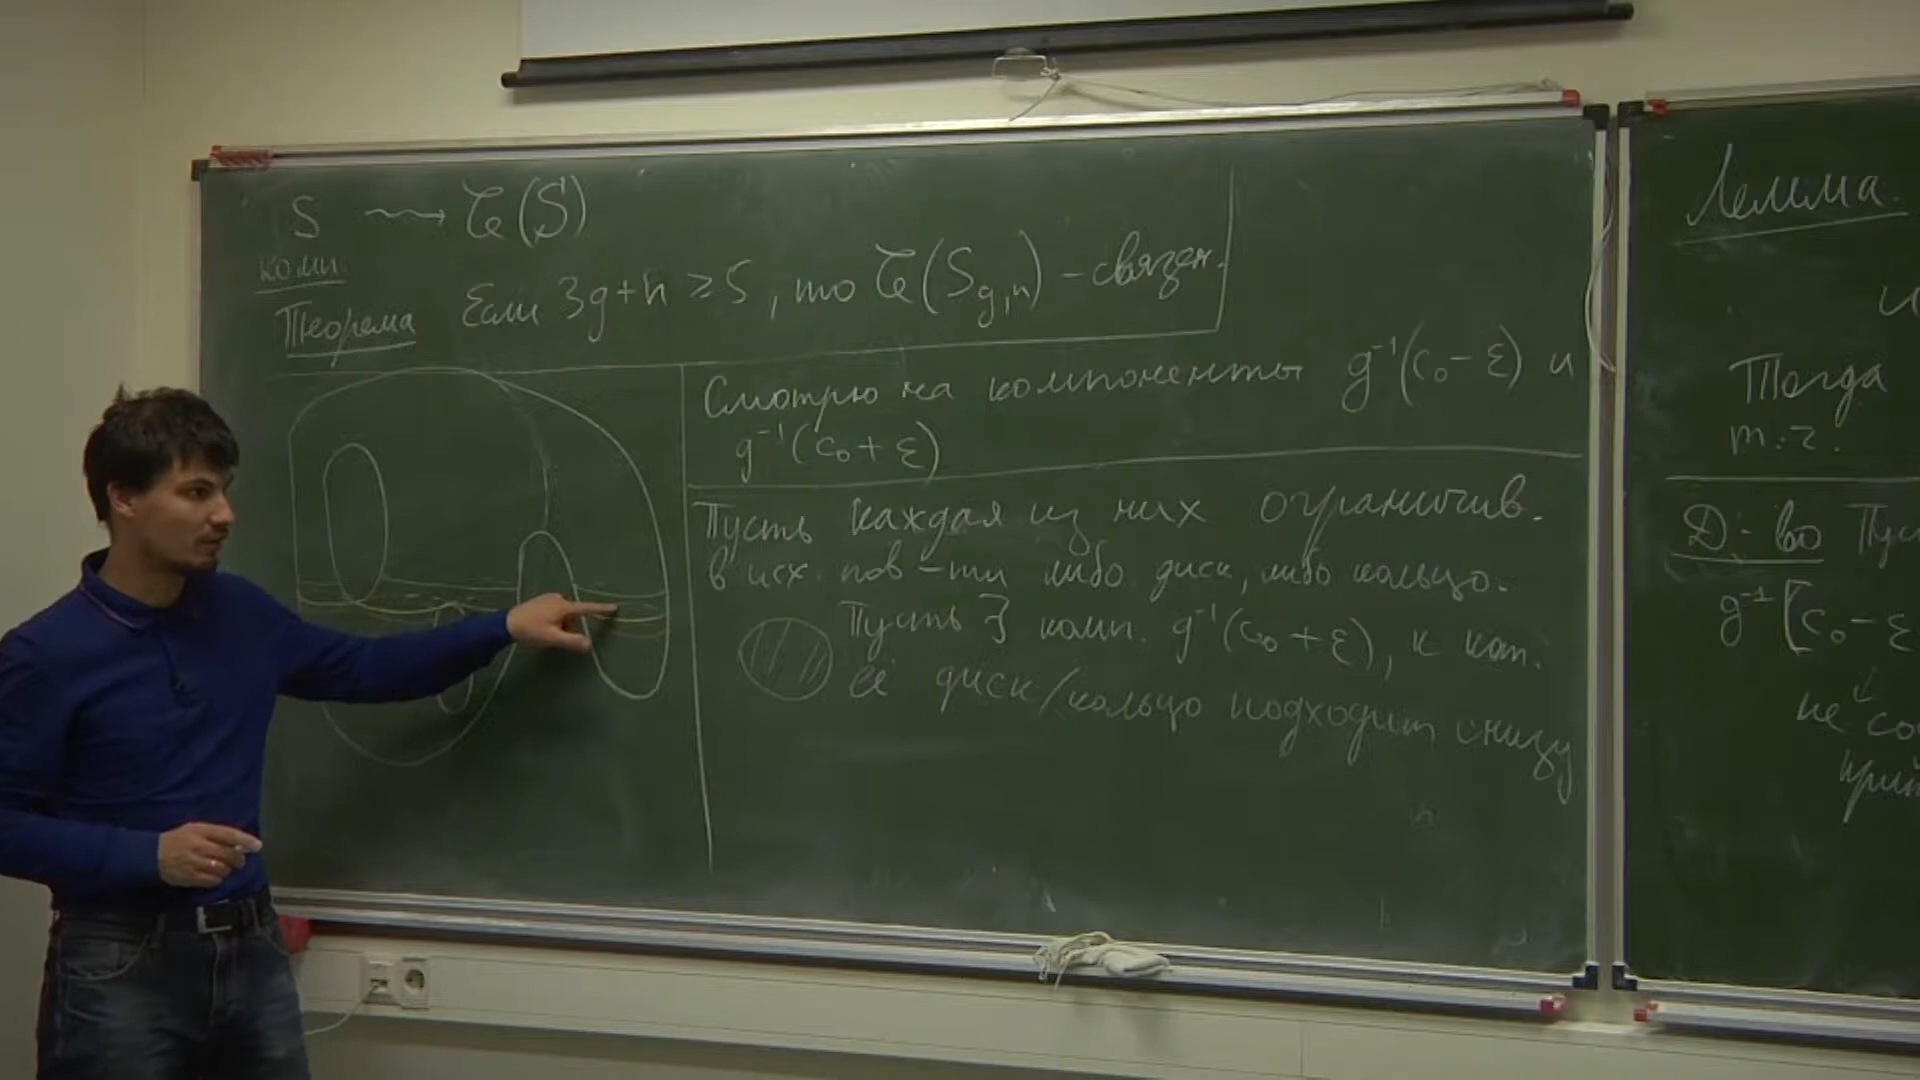 S ⇝ 𝒞(S)
комп.
Теорема Если 3g+n ≥ 5, то 𝒞(S_{g,n}) – связен.
Смотрю на компоненты g⁻¹(c₀ – ε) и
g⁻¹(c₀ + ε)
Пусть каждая из них ограничив.
в исх. пов-ти либо диск, либо кольцо.
Пусть ∃ комп. g⁻¹(c₀ + ε), к кот.
её диск/кольцо подходит снизу
Лемма.
Тогда
т.ч.
Д-во
g⁻¹[c₀ – ε
↓
не